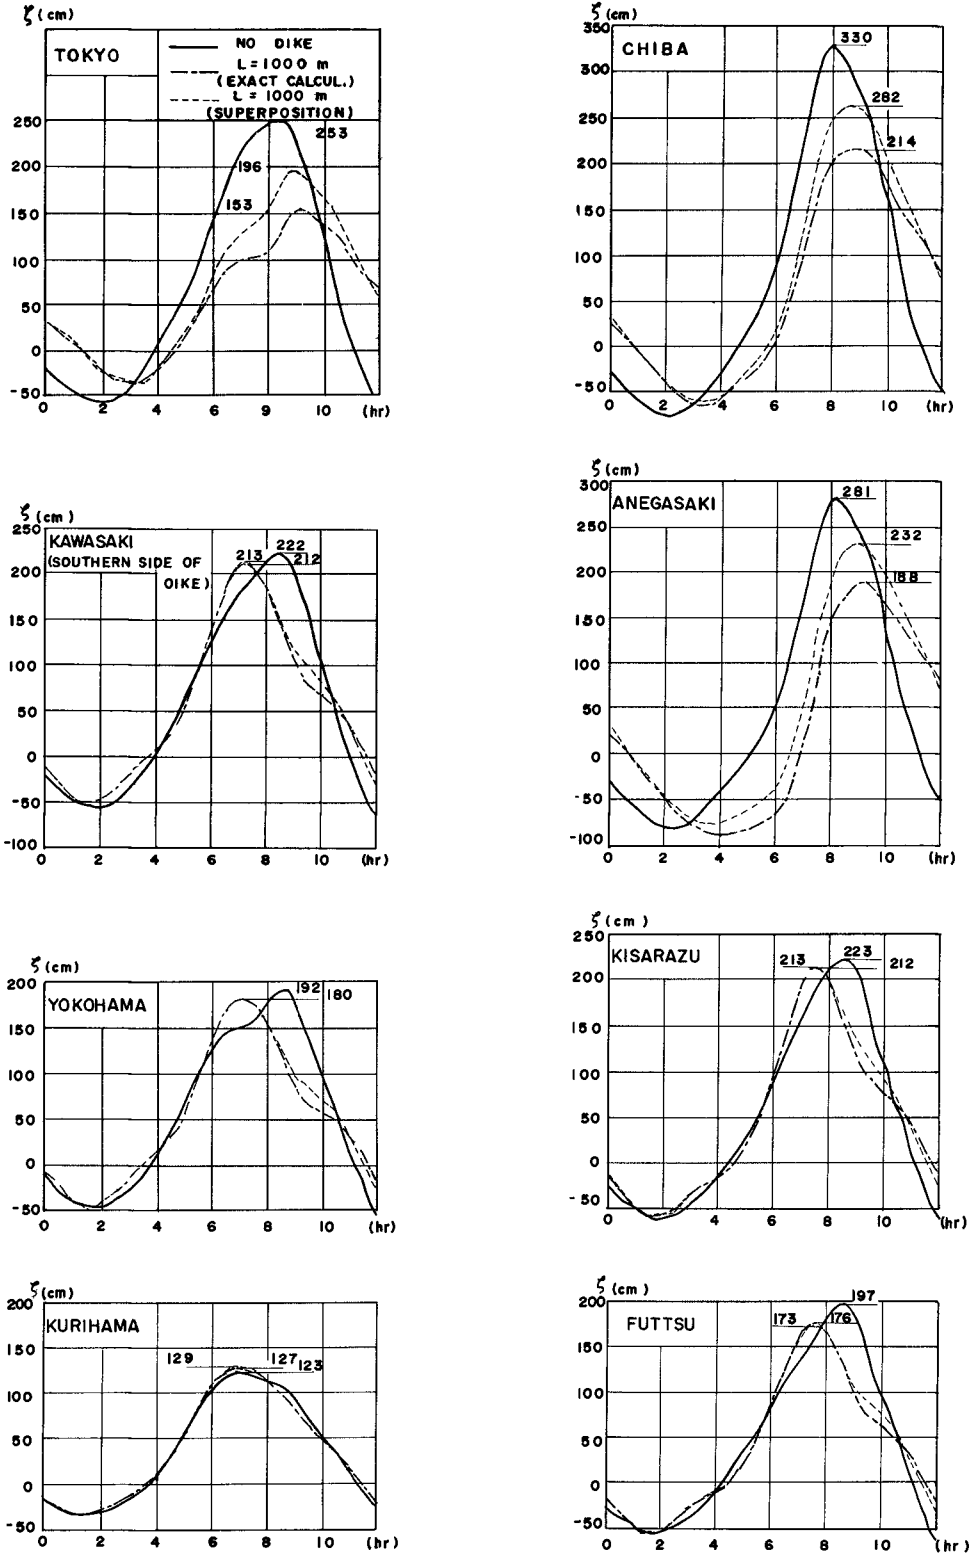 ζ (cm)
TOKYO
NO DIKE
L=1000 m
(EXACT CALCUL.)
L=1000 m
(SUPERPOSITION)
250
200
150
100
50
0
-50
253
196
153
0 2 4 6 9 10 (hr)
ζ (cm)
CHIBA
350
300
250
200
150
100
50
0
-50
330
282
214
0 2 4 6 8 10 (hr)
ζ (cm)
KAWASAKI
(SOUTHERN SIDE OF
OIKE)
250
200
150
100
50
0
-50
-100
213 222 212
0 2 4 6 8 10 (hr)
ζ (cm)
ANEGASAKI
300
250
200
150
100
50
0
-50
-100
281
232
188
0 2 4 6 8 10 (hr)
ζ (cm)
YOKOHAMA
200
150
100
50
0
-50
192 180
0 2 4 6 8 10 (hr)
ζ (cm)
KISARAZU
250
200
150
100
50
0
-50
213 223 212
0 2 4 6 8 10 (hr)
ζ (cm)
KURIHAMA
200
150
100
50
0
-50
129 127 123
0 2 4 6 8 10 (hr)
ζ (cm)
FUTTSU
200
150
100
50
0
-50
197
173 176
0 2 4 6 8 10 (hr)